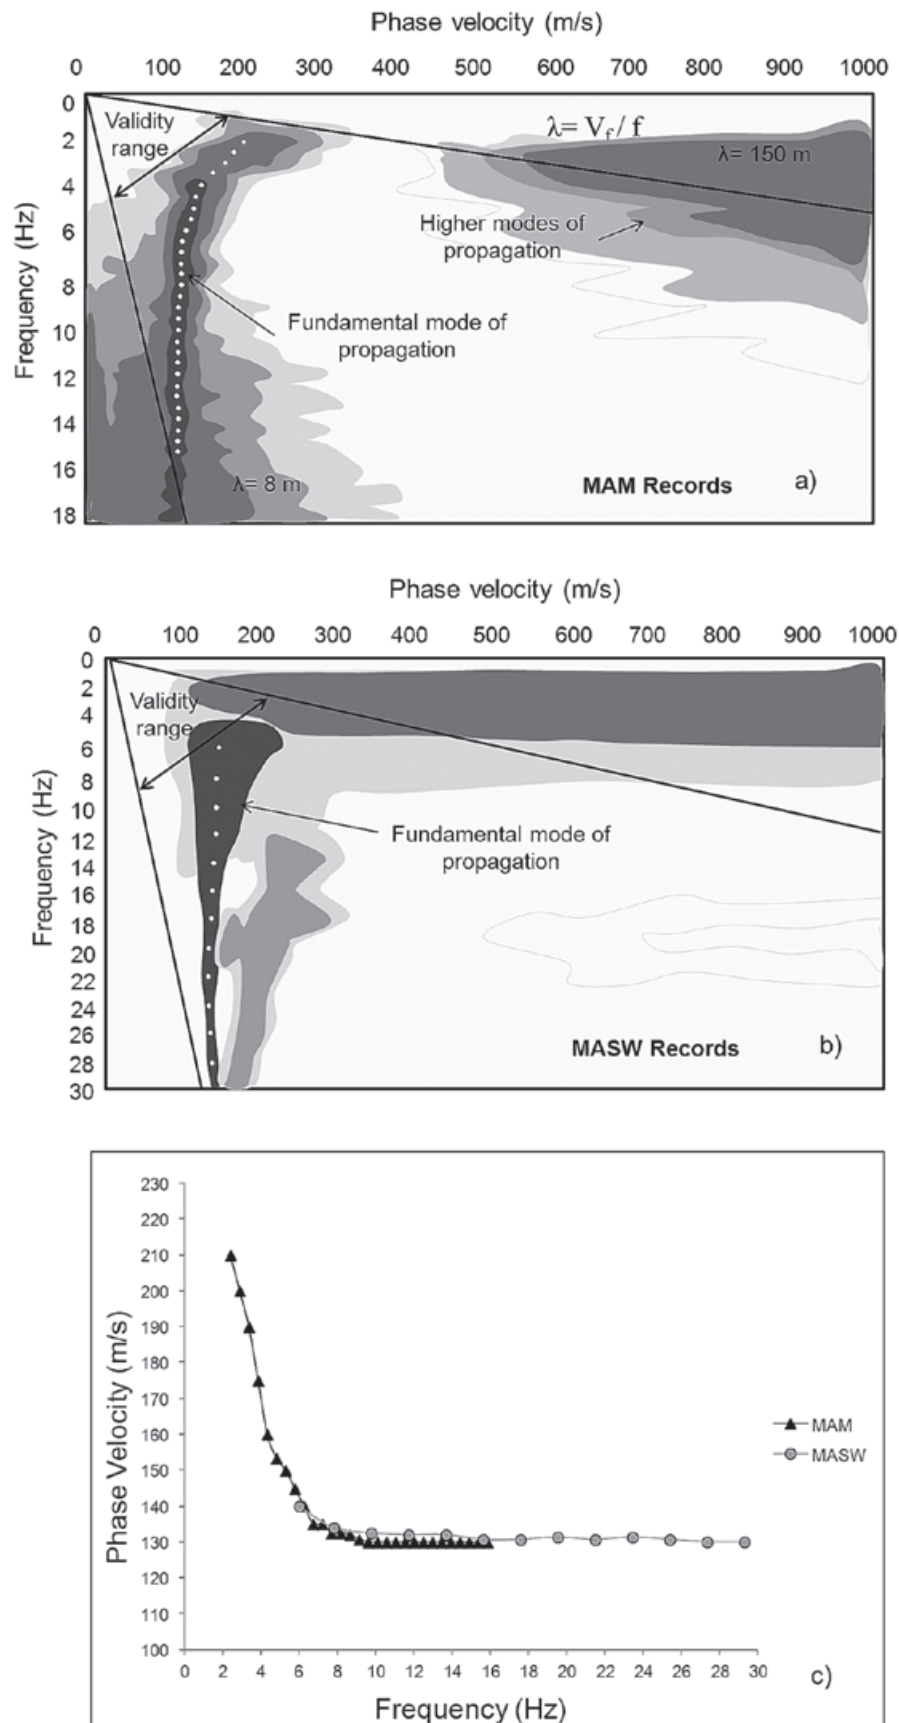 Phase velocity (m/s)
0 100 200 300 400 500 600 700 800 900 1000
0
Validity
range
λ= V_f / f
λ= 150 m
2
4
Higher modes of
propagation
6
8
Frequency (Hz)
Fundamental mode of
propagation
10
12
14
16
λ= 8 m
MAM Records
a)
18
Phase velocity (m/s)
0 100 200 300 400 500 600 700 800 900 1000
0
2
Validity
range
4
6
8
Frequency (Hz)
10
Fundamental mode of
propagation
12
14
16
18
20
22
24
26
MASW Records
b)
28
30
230
220
210
200
190
180
170
160
150
140
130
120
110
100
Phase Velocity (m/s)
MAM
MASW
0 2 4 6 8 10 12 14 16 18 20 22 24 26 28 30
c)
Frequency (Hz)